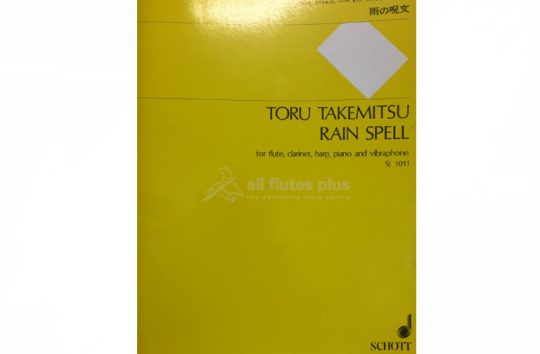 雨の呪文
TORU TAKEMITSU
RAIN SPELL
for flute, clarinet, harp, piano and vibraphone
SJ 1011
all flutes plus
the definitive flute centre
SCHOTT